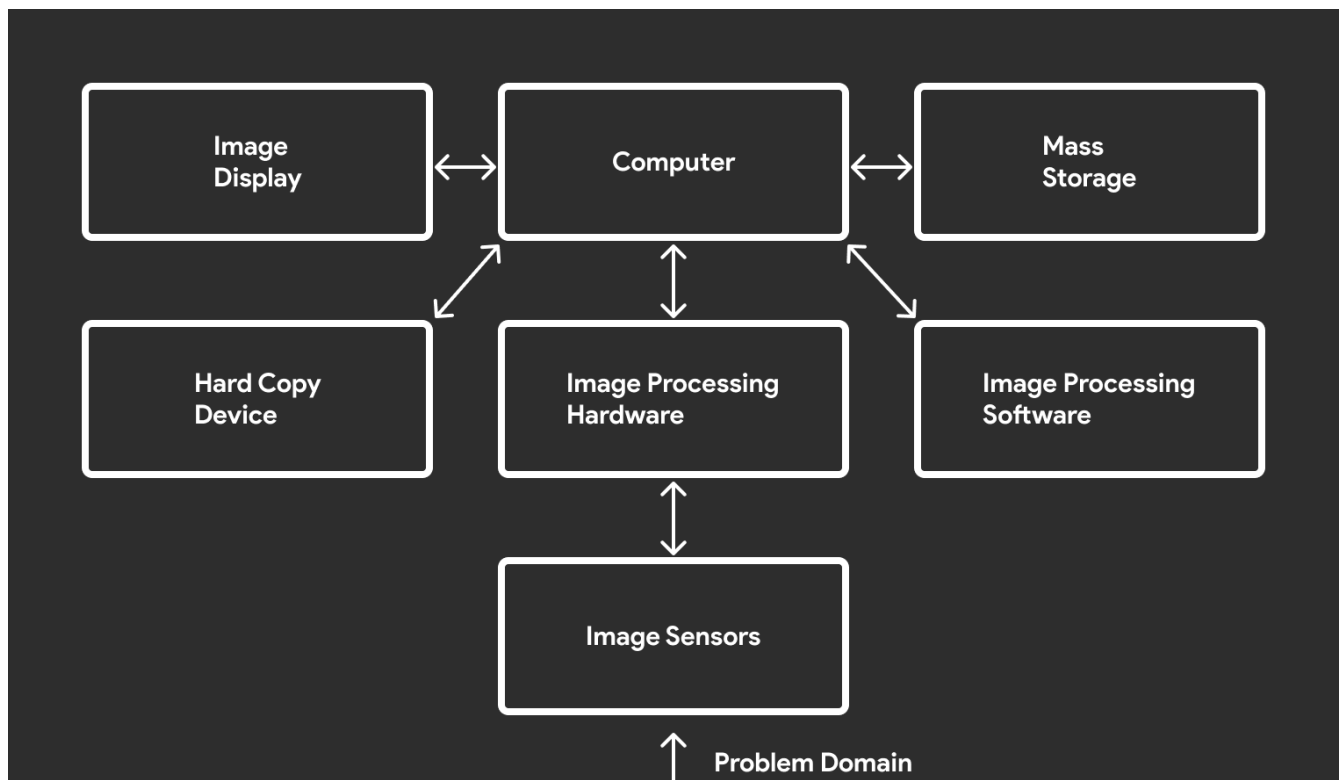 Image
Display
Computer
Mass
Storage
Hard Copy
Device
Image Processing
Hardware
Image Processing
Software
Image Sensors
Problem Domain